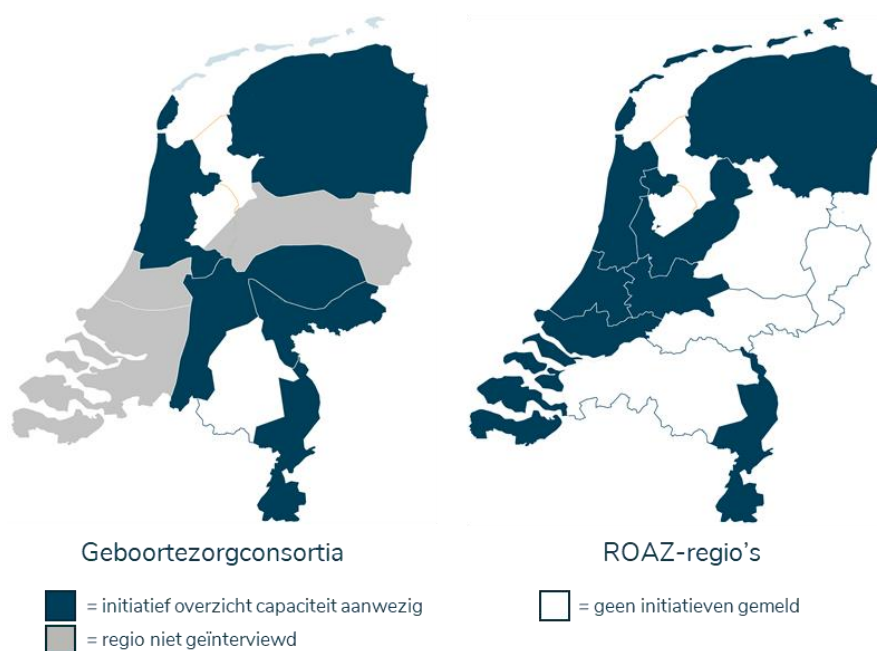 Geboortezorgconsortia
ROAZ-regio's
= initiatief overzicht capaciteit aanwezig
= geen initiatieven gemeld
= regio niet geïnterviewd